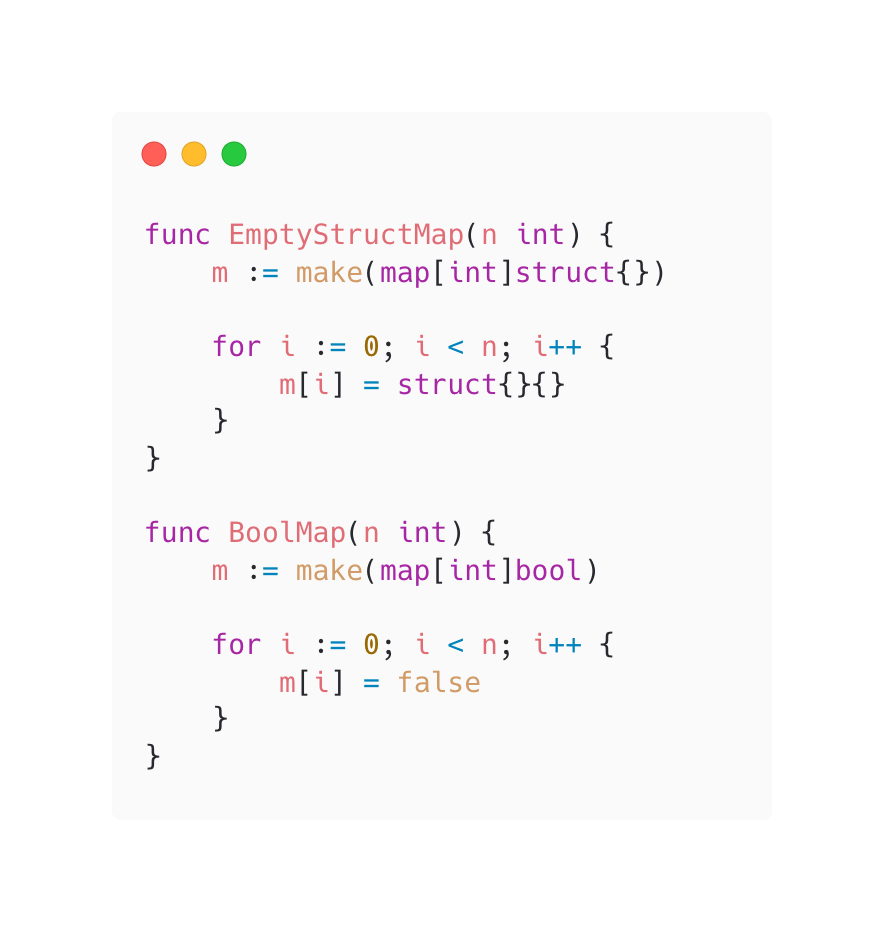 func EmptyStructMap(n int) {
    m := make(map[int]struct{})

    for i := 0; i < n; i++ {
        m[i] = struct{}{}
    }
}

func BoolMap(n int) {
    m := make(map[int]bool)

    for i := 0; i < n; i++ {
        m[i] = false
    }
}